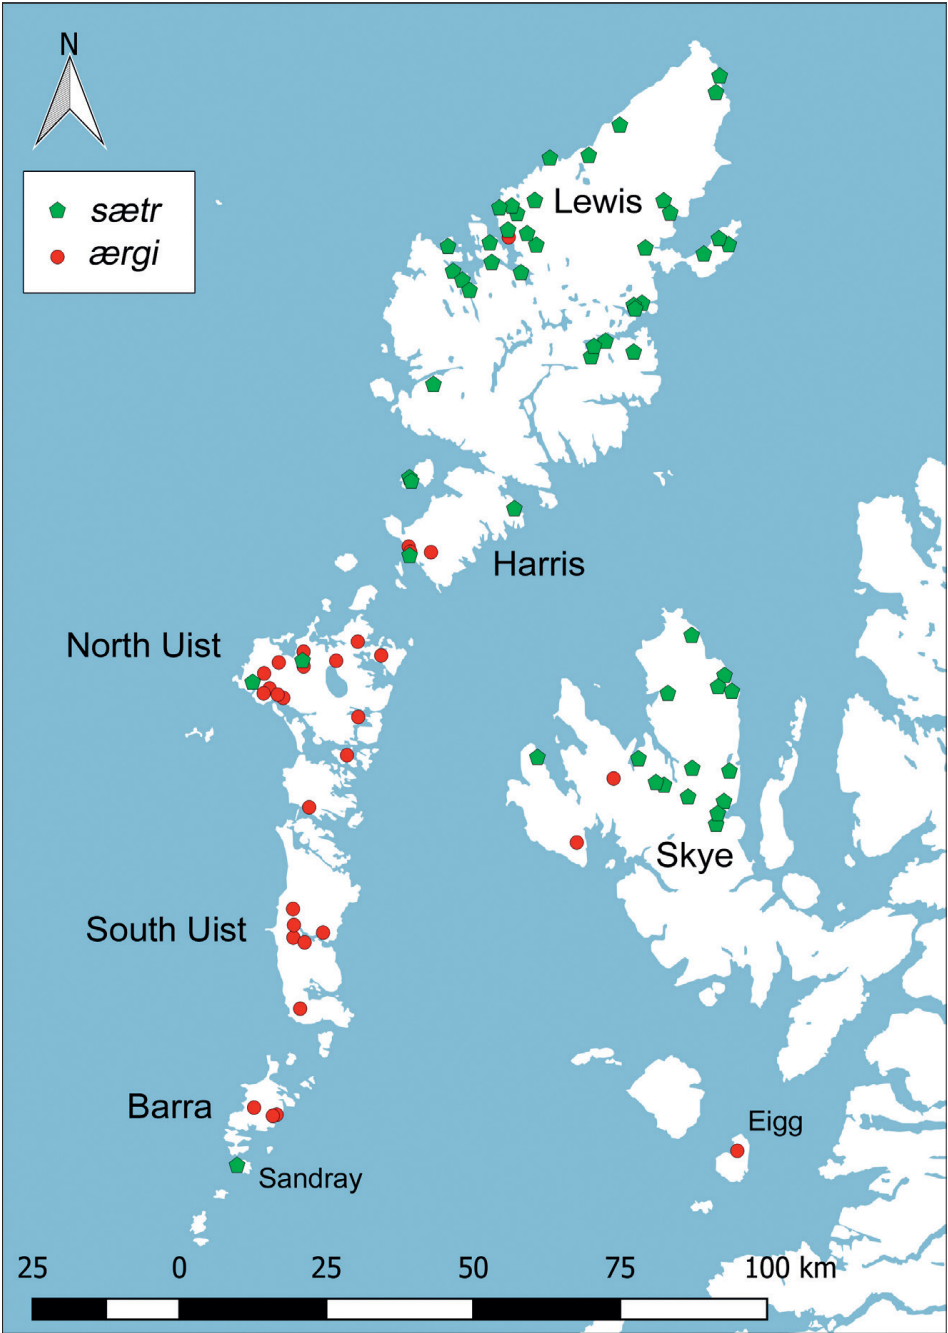 N
sætr
ærgi
Lewis
Harris
North Uist
Skye
South Uist
Barra
Eigg
Sandray
25 0 25 50 75 100 km